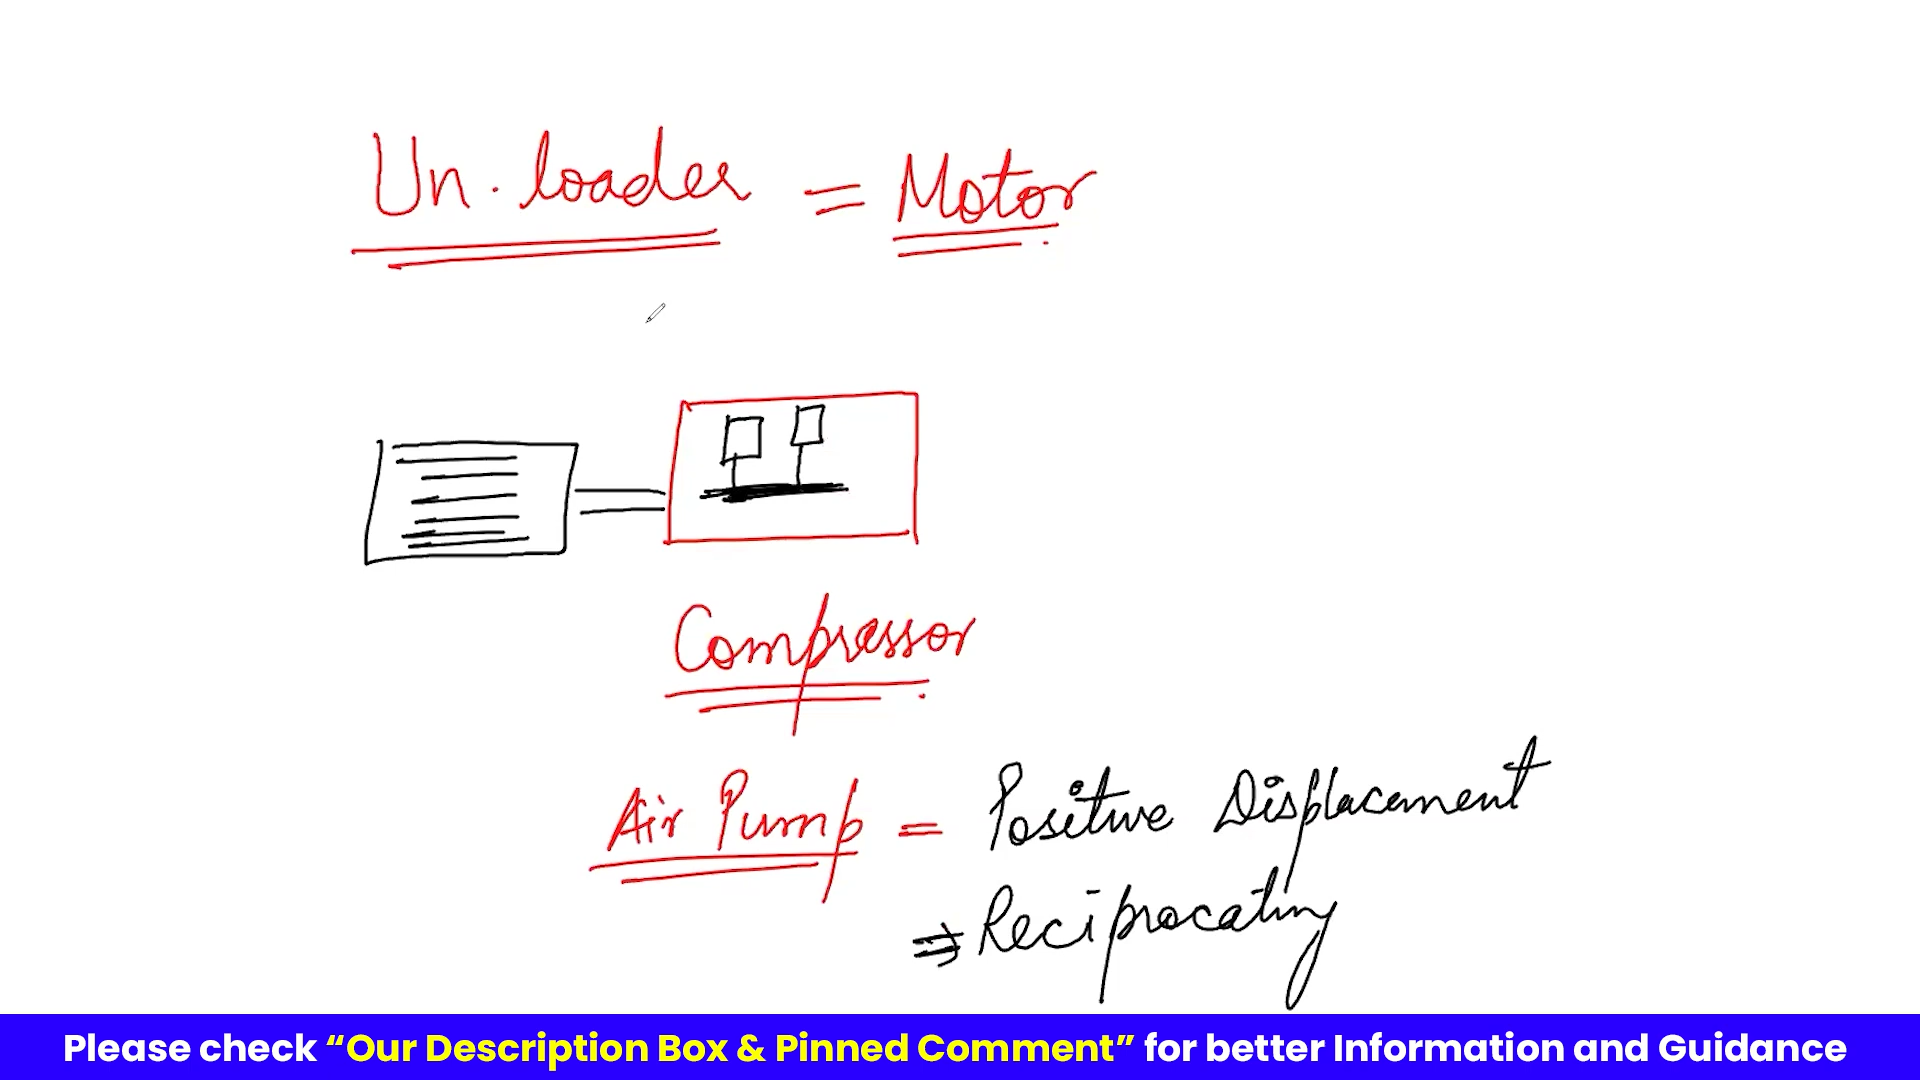 Un.loader = Motor
Compressor
Air Pump = Positive Displacement
⇒ Reciprocating
Please check “Our Description Box & Pinned Comment” for better Information and Guidance